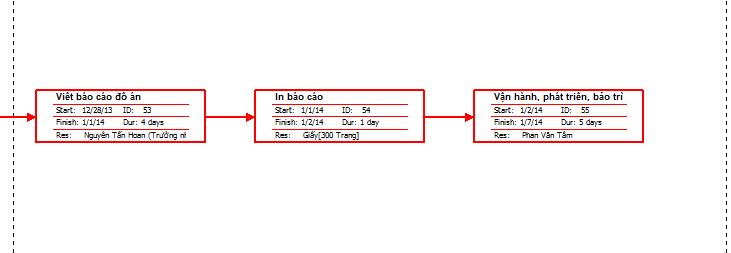 Viết báo cáo đồ án
Start: 12/28/13 ID: 53
Finish: 1/1/14 Dur: 4 days
Res: Nguyễn Tấn Hoan (Trưởng nh
In báo cáo
Start: 1/1/14 ID: 54
Finish: 1/2/14 Dur: 1 day
Res: Giấy[300 Trang]
Vận hành, phát triển, bảo trì
Start: 1/2/14 ID: 55
Finish: 1/7/14 Dur: 5 days
Res: Phan Văn Tâm